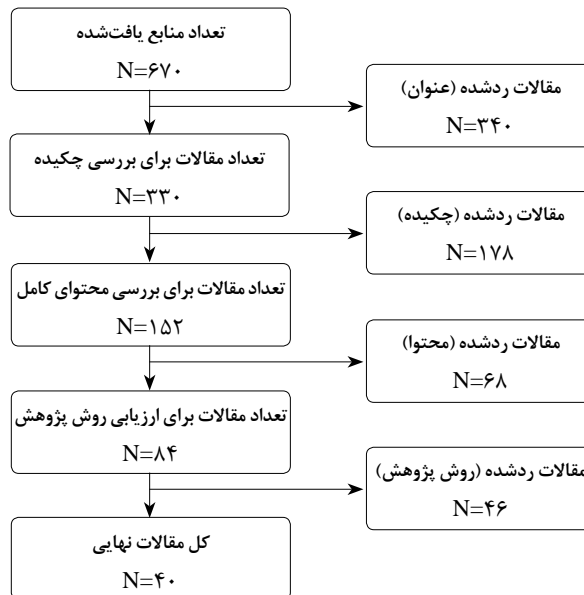 تعداد منابع یافت‌شده
N=۶۷۰
مقالات ردشده (عنوان)
N=۳۴۰
تعداد مقالات برای بررسی چکیده
N=۳۳۰
مقالات ردشده (چکیده)
N=۱۷۸
تعداد مقالات برای بررسی محتوای کامل
N=۱۵۲
مقالات ردشده (محتوا)
N=۶۸
تعداد مقالات برای ارزیابی روش پژوهش
N=۸۴
مقالات ردشده (روش پژوهش)
N=۴۶
کل مقالات نهایی
N=۴۰